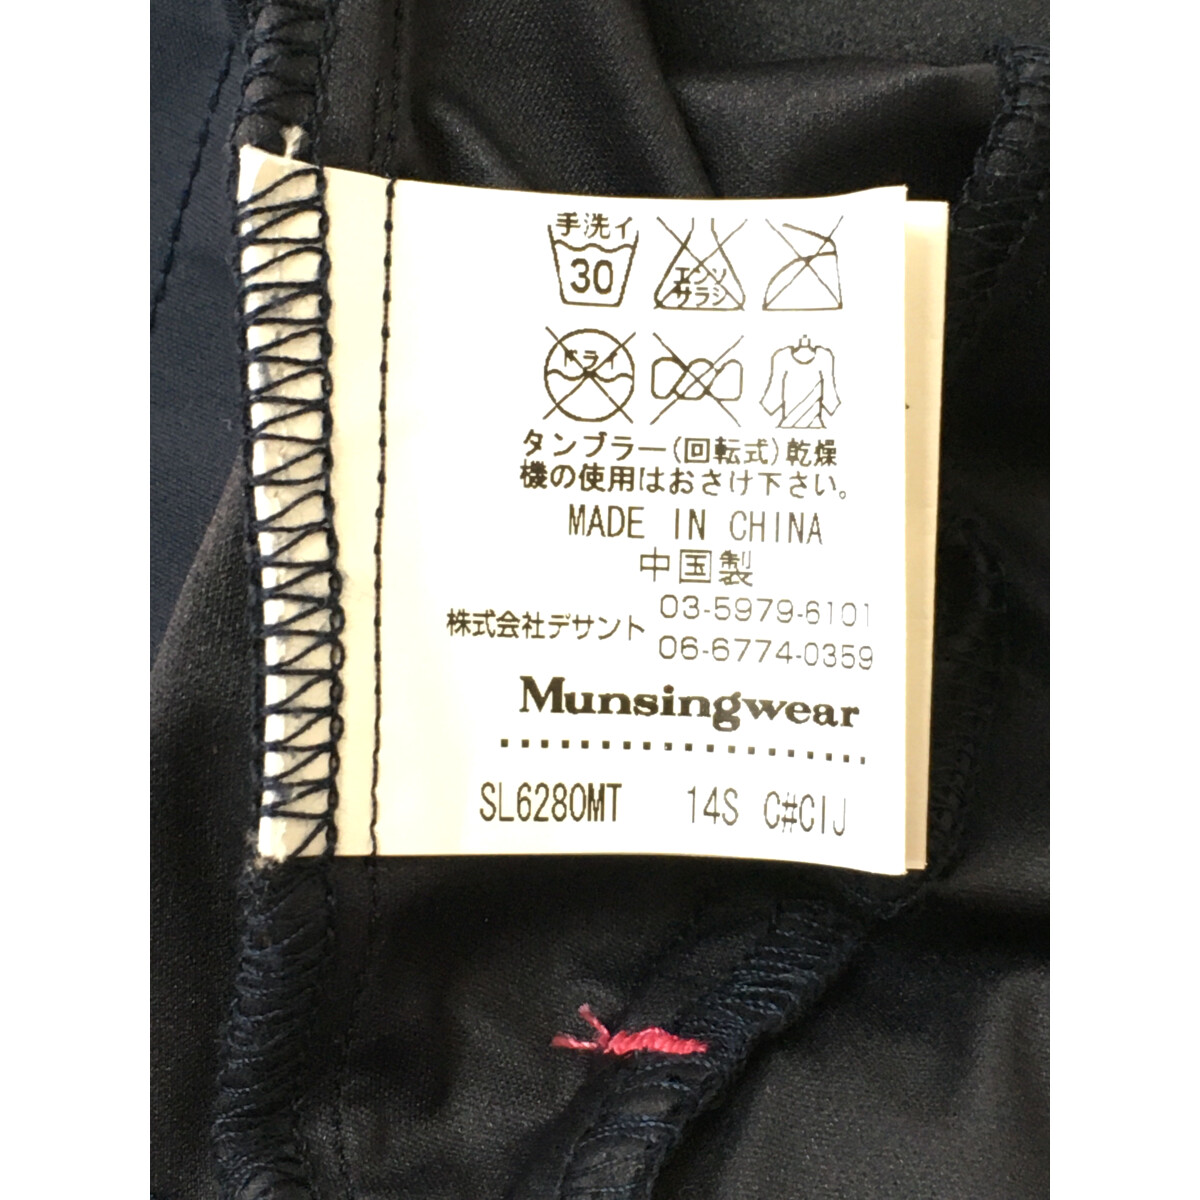 手洗イ
30
エンソ
サラシ
ドライ
タンブラー(回転式)乾燥
機の使用はおさけ下さい。
MADE IN CHINA
中国製
株式会社デサント
03-5979-6101
06-6774-0359
Munsingwear
SL6280MT 14S C#CIJ